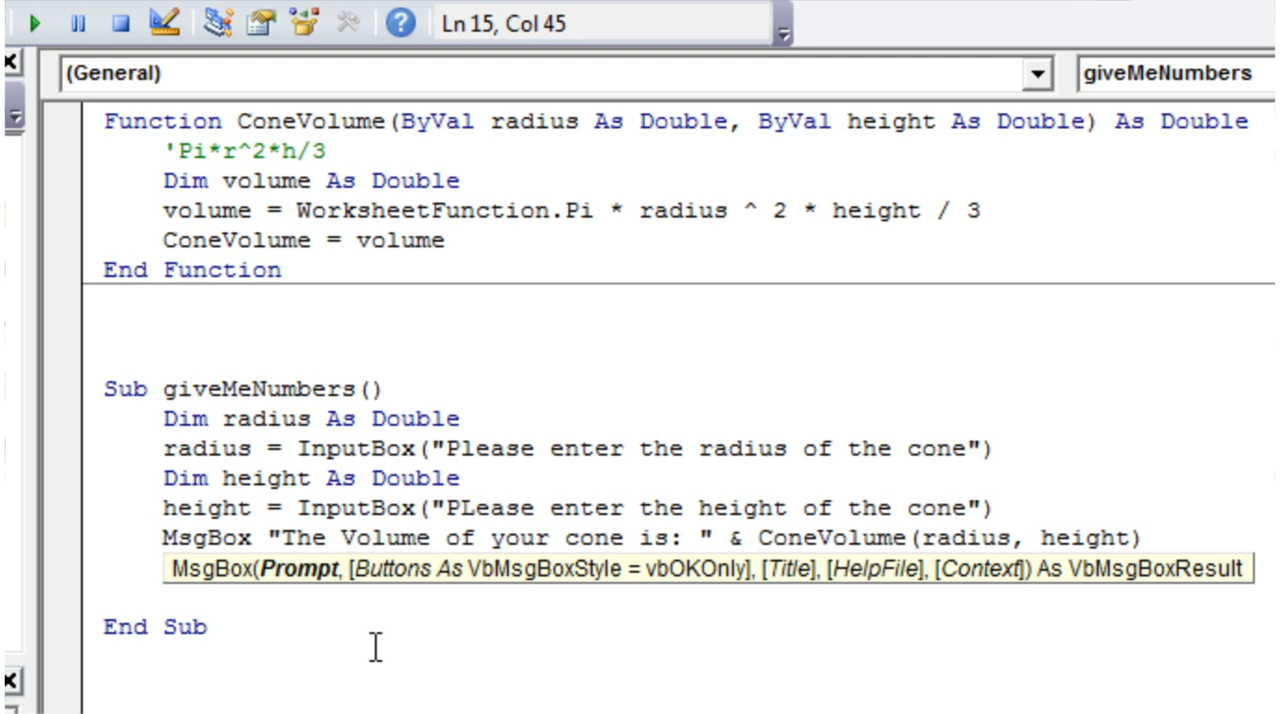 Ln 15, Col 45
(General) giveMeNumbers
Function ConeVolume(ByVal radius As Double, ByVal height As Double) As Double
'Pi*r^2*h/3
Dim volume As Double
volume = WorksheetFunction.Pi * radius ^ 2 * height / 3
ConeVolume = volume
End Function
Sub giveMeNumbers()
Dim radius As Double
radius = InputBox("Please enter the radius of the cone")
Dim height As Double
height = InputBox("PLease enter the height of the cone")
MsgBox "The Volume of your cone is: " & ConeVolume(radius, height)
MsgBox(Prompt, [Buttons As VbMsgBoxStyle = vbOKOnly], [Title], [HelpFile], [Context]) As VbMsgBoxResult
End Sub